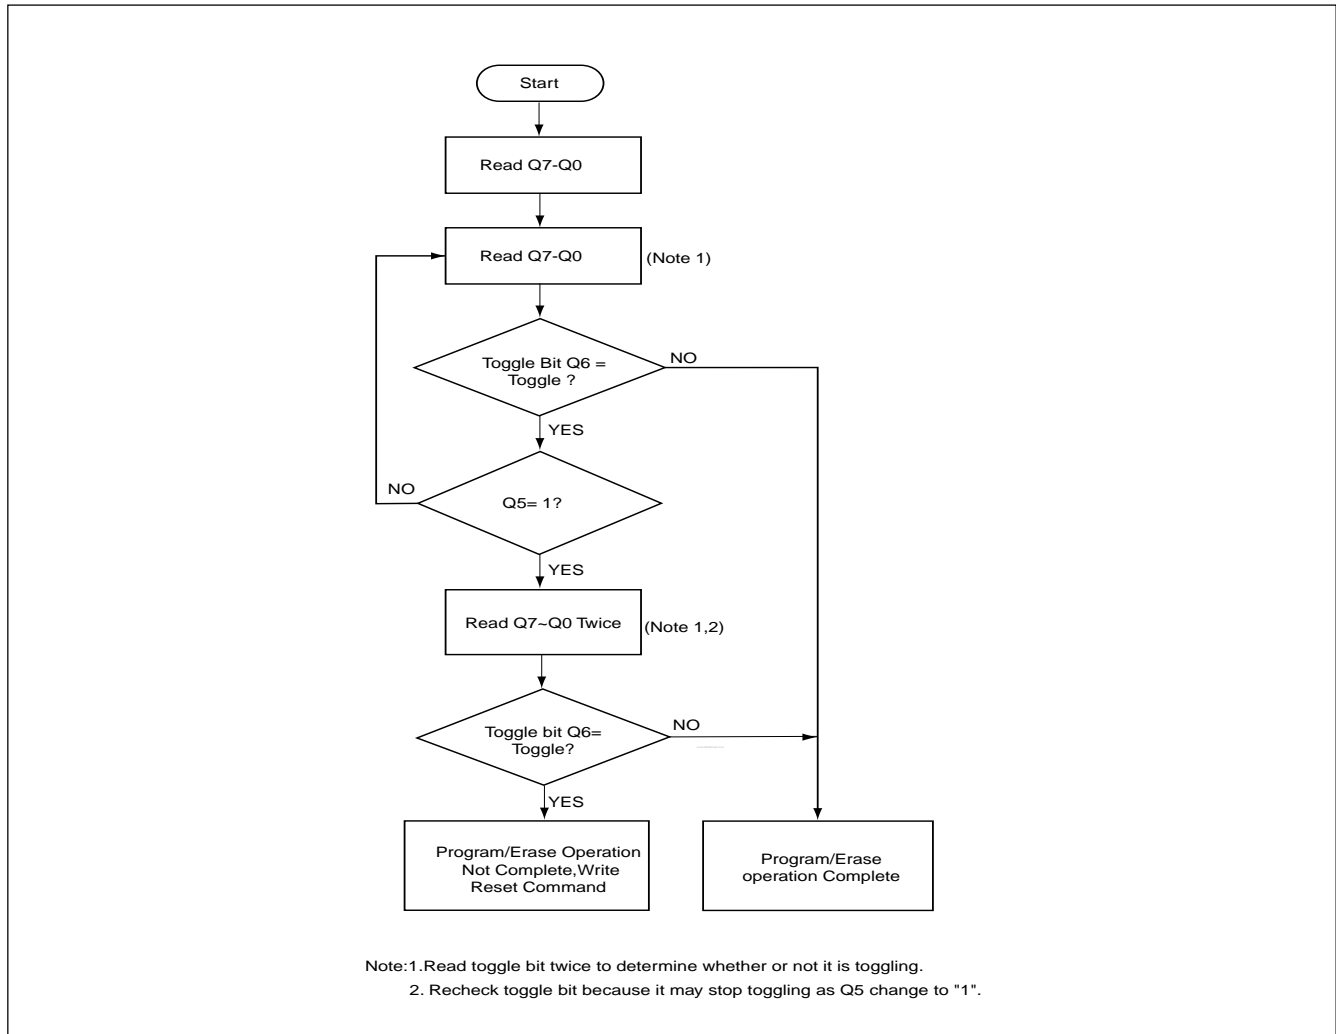 Start
Read Q7-Q0
Read Q7-Q0
(Note 1)
Toggle Bit Q6 =
Toggle ?
NO
YES
NO
Q5= 1?
YES
Read Q7~Q0 Twice
(Note 1,2)
Toggle bit Q6=
Toggle?
NO
YES
Program/Erase Operation
Not Complete,Write
Reset Command
Program/Erase
operation Complete
Note:1.Read toggle bit twice to determine whether or not it is toggling.
2. Recheck toggle bit because it may stop toggling as Q5 change to "1".